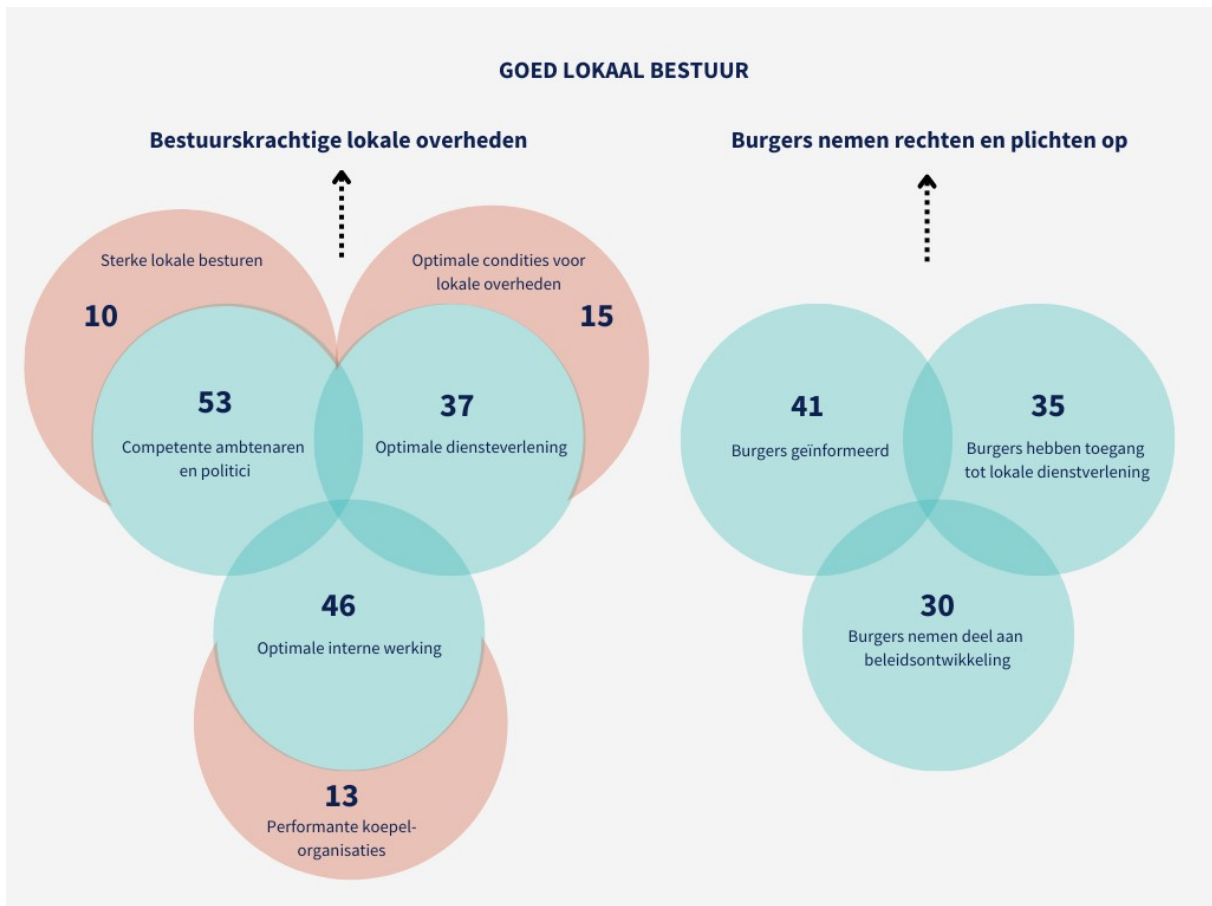 GOED LOKAAL BESTUUR
Bestuurskrachtige lokale overheden
Burgers nemen rechten en plichten op
Sterke lokale besturen
10
Optimale condities voor
lokale overheden
15
53
Competente ambtenaren
en politici
37
Optimale diensteverlening
46
Optimale interne werking
13
Performante koepel-
organisaties
41
Burgers geïnformeerd
35
Burgers hebben toegang
tot lokale dienstverlening
30
Burgers nemen deel aan
beleidsontwikkeling